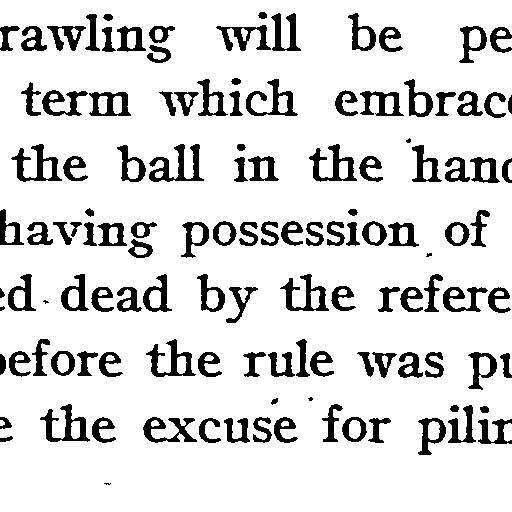 rawling will be pe
term which embrace
the ball in the hand
having possession of
ed dead by the refere
before the rule was pu
e the excuse for pilin